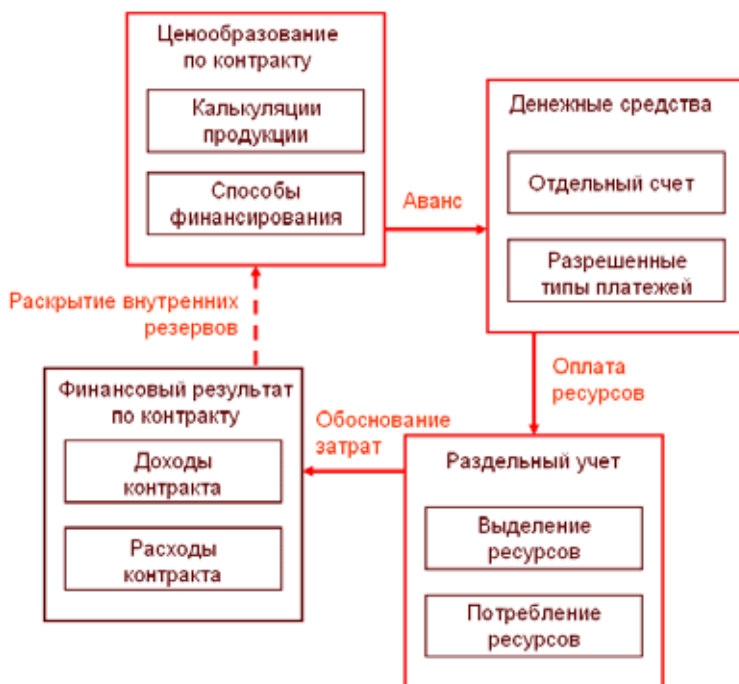 Ценообразование
по контракту
Калькуляции
продукции
Способы
финансирования
Аванс
Денежные средства
Отдельный счет
Разрешенные
типы платежей
Раскрытие внутренних
резервов
Оплата
ресурсов
Финансовый результат
по контракту
Доходы
контракта
Расходы
контракта
Обоснование
затрат
Раздельный учет
Выделение
ресурсов
Потребление
ресурсов